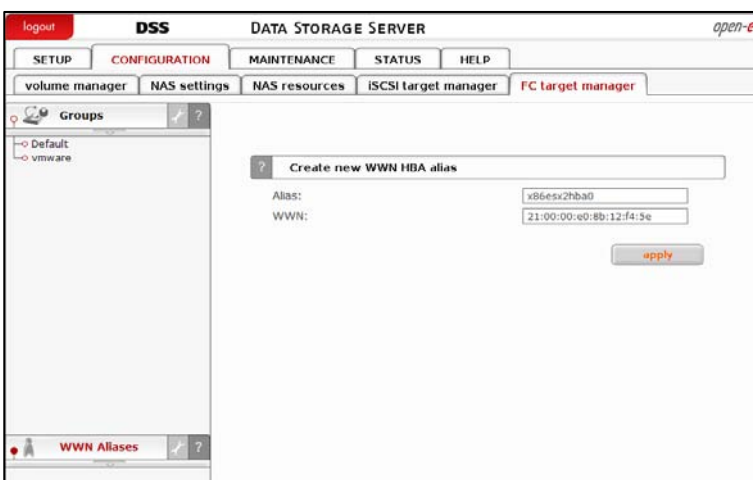 logout DSS DATA STORAGE SERVER open-e
SETUP CONFIGURATION MAINTENANCE STATUS HELP
volume manager NAS settings NAS resources iSCSI target manager FC target manager
Groups ?
Default
vmware
? Create new WWN HBA alias
Alias: x86esx2hba0
WWN: 21:00:00:e0:8b:12:f4:5e
apply
WWN Aliases ?